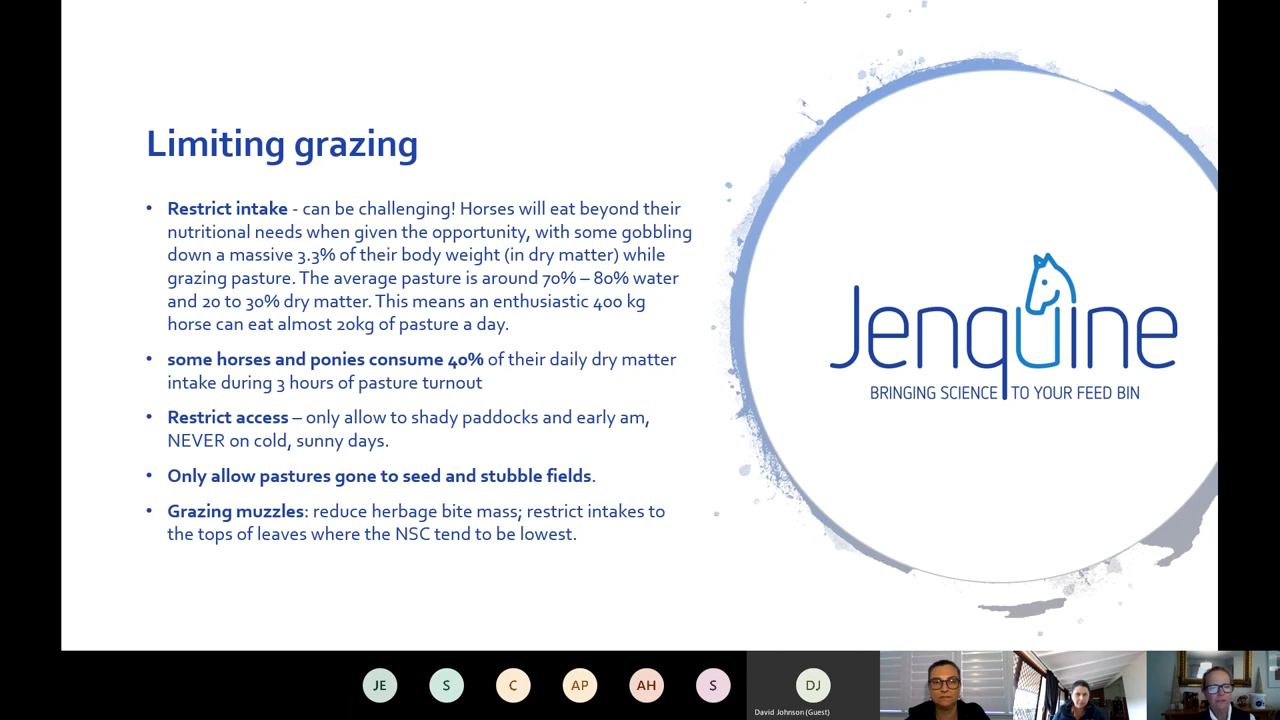 Limiting grazing
• Restrict intake - can be challenging! Horses will eat beyond their
nutritional needs when given the opportunity, with some gobbling
down a massive 3.3% of their body weight (in dry matter) while
grazing pasture. The average pasture is around 70% – 80% water
and 20 to 30% dry matter. This means an enthusiastic 400 kg
horse can eat almost 20kg of pasture a day.
• some horses and ponies consume 40% of their daily dry matter
intake during 3 hours of pasture turnout
• Restrict access – only allow to shady paddocks and early am,
NEVER on cold, sunny days.
• Only allow pastures gone to seed and stubble fields.
• Grazing muzzles: reduce herbage bite mass; restrict intakes to
the tops of leaves where the NSC tend to be lowest.
Jenquine
BRINGING SCIENCE TO YOUR FEED BIN
JE S C AP AH S DJ
David Johnson (Guest)